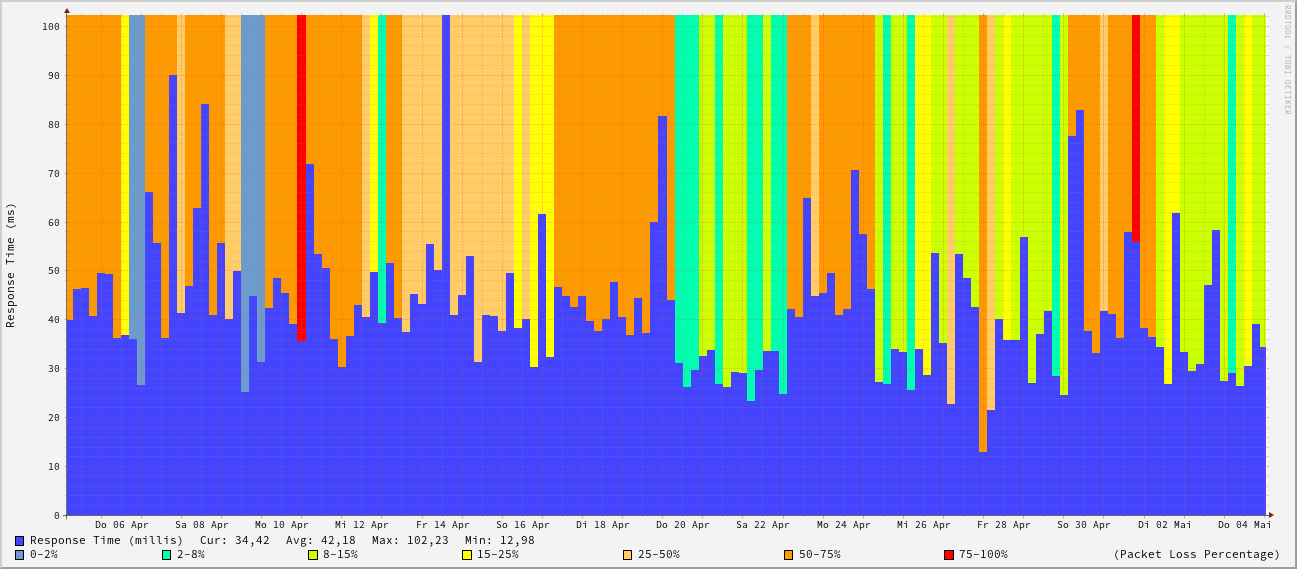 RRDTOOL / TOBI OETIKER
Response Time (ms)
100
90
80
70
60
50
40
30
20
10
0
Do 06 Apr Sa 08 Apr Mo 10 Apr Mi 12 Apr Fr 14 Apr So 16 Apr Di 18 Apr Do 20 Apr Sa 22 Apr Mo 24 Apr Mi 26 Apr Fr 28 Apr So 30 Apr Di 02 Mai Do 04 Mai
Response Time (millis) Cur: 34,42 Avg: 42,18 Max: 102,23 Min: 12,98
0-2% 2-8% 8-15% 15-25% 25-50% 50-75% 75-100% (Packet Loss Percentage)